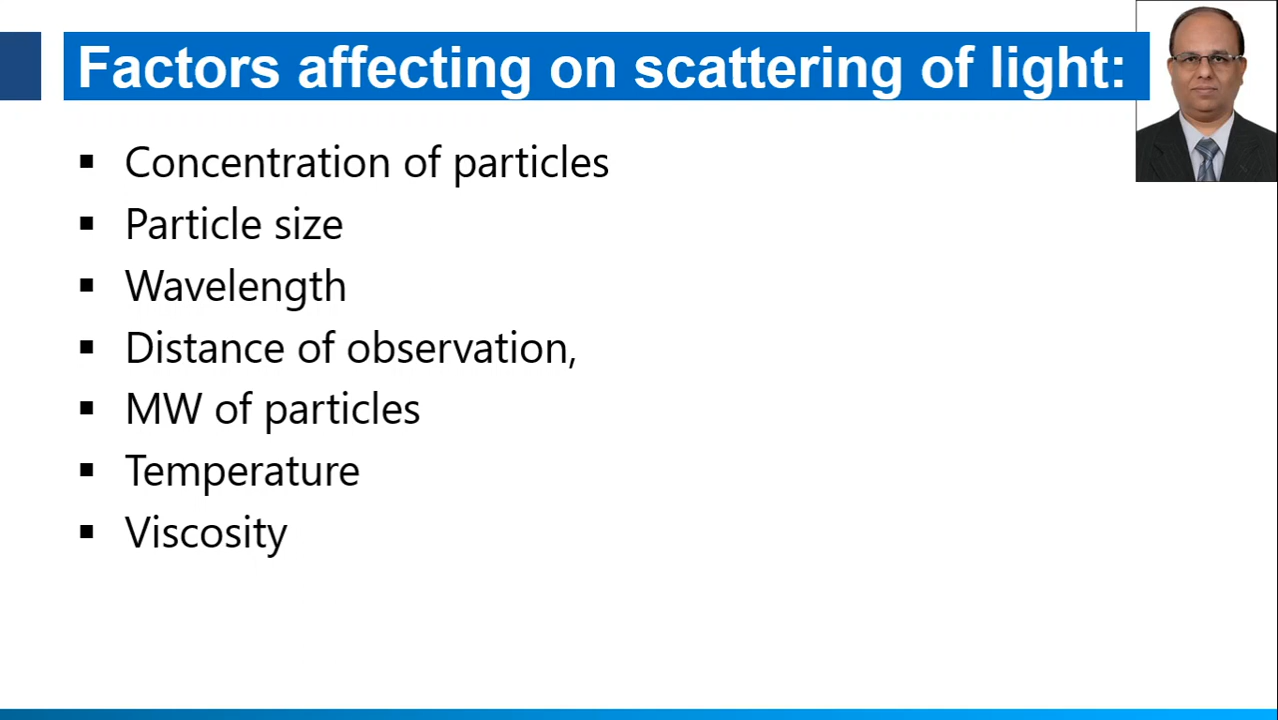 Factors affecting on scattering of light:
▪ Concentration of particles
▪ Particle size
▪ Wavelength
▪ Distance of observation,
▪ MW of particles
▪ Temperature
▪ Viscosity